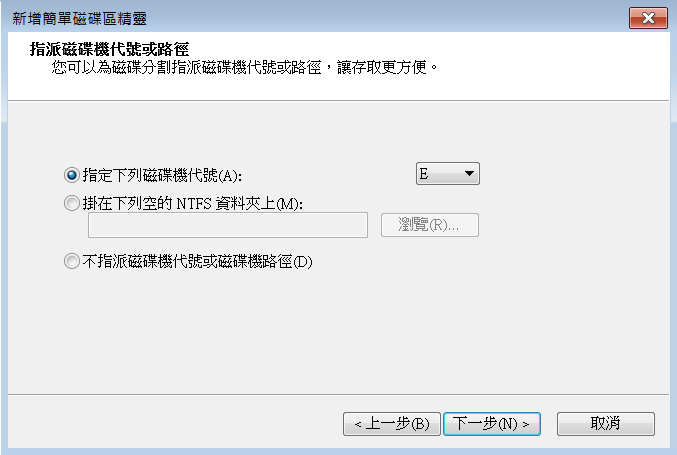 新增簡單磁碟區精靈
指派磁碟機代號或路徑
您可以為磁碟分割指派磁碟機代號或路徑，讓存取更方便。
指定下列磁碟機代號(A): E
掛在下列空的 NTFS 資料夾上(M):
瀏覽(R)...
不指派磁碟機代號或磁碟機路徑(D)
< 上一步(B) 下一步(N) > 取消